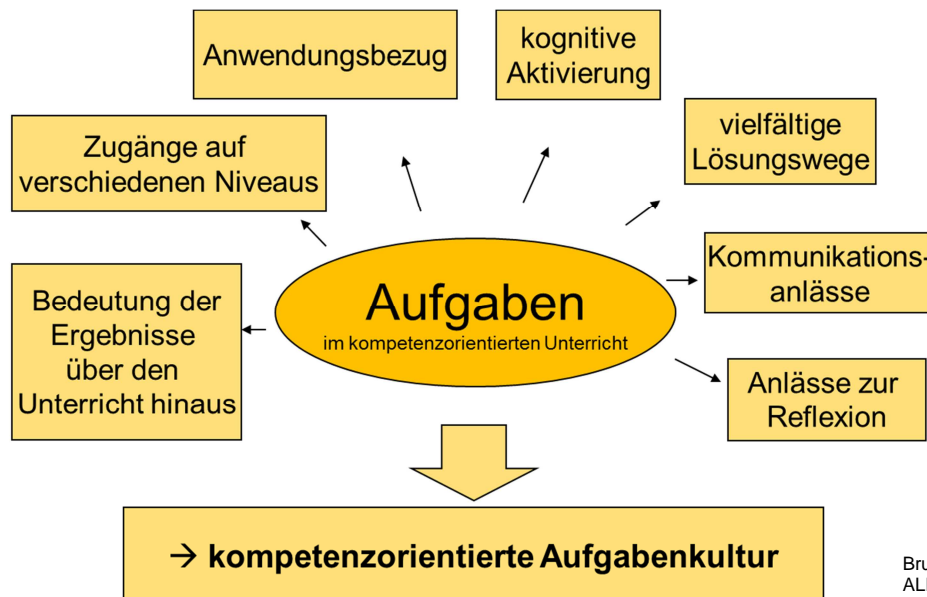 Anwendungsbezug
kognitive
Aktivierung
Zugänge auf
verschiedenen Niveaus
vielfältige
Lösungswege
Kommunikations-
anlässe
Bedeutung der
Ergebnisse
über den
Unterricht hinaus
Aufgaben
im kompetenzorientierten Unterricht
Anlässe zur
Reflexion
→ kompetenzorientierte Aufgabenkultur